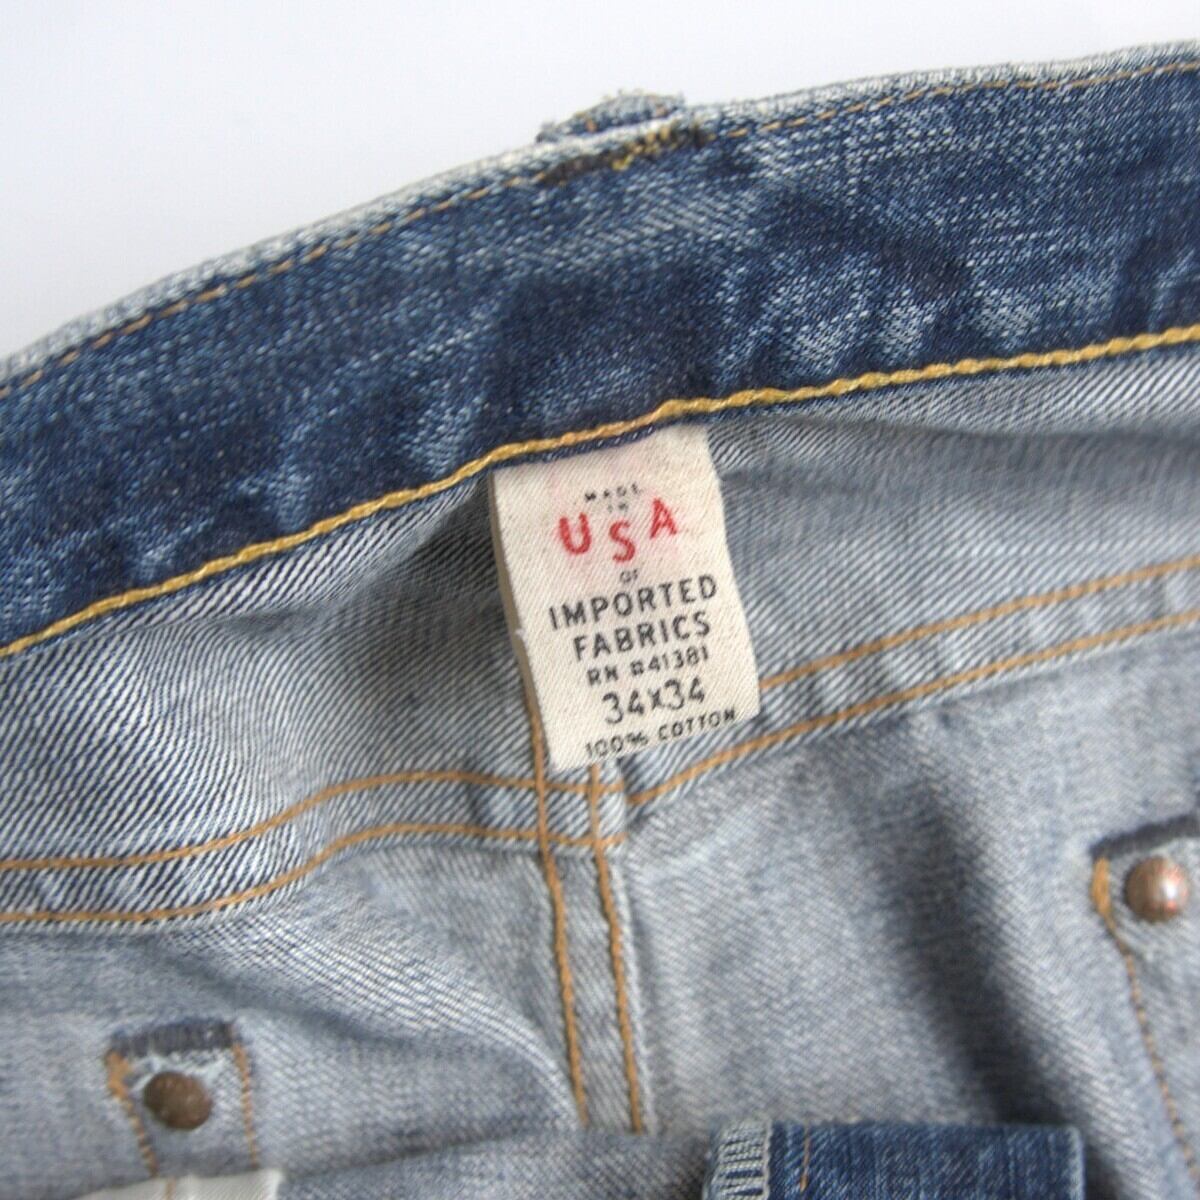 MADE
IN
USA
OF
IMPORTED
FABRICS
RN #41381
34x34
100% COTTON